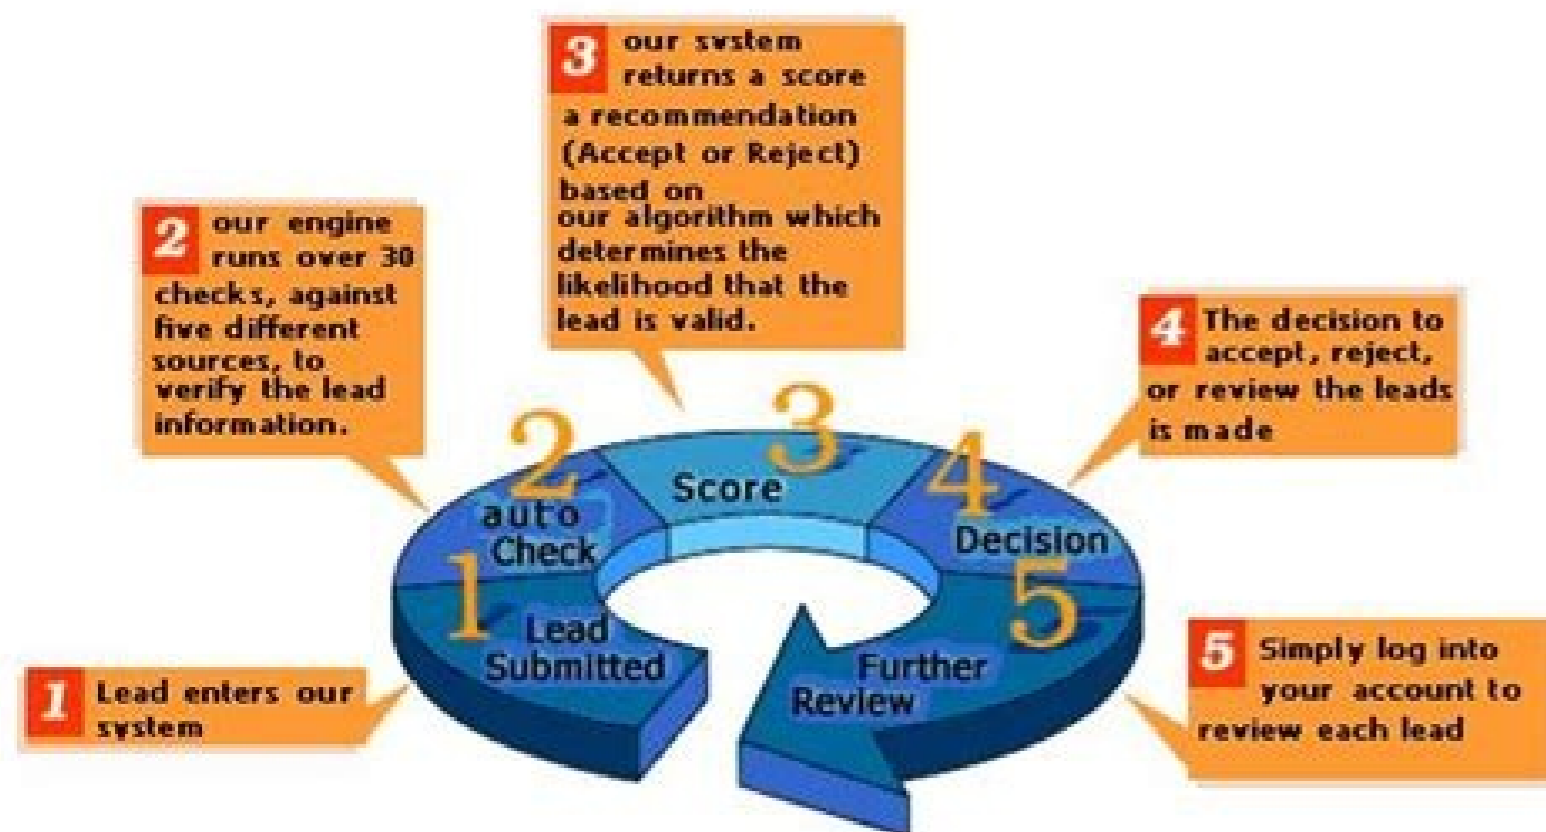 1 Lead enters our
system
2 our engine
runs over 30
checks, against
five different
sources, to
verify the lead
information.
3 our system
returns a score
a recommendation
(Accept or Reject)
based on
our algorithm which
determines the
likelihood that the
lead is valid.
4 The decision to
accept, reject,
or review the leads
is made
5 Simply log into
your account to
review each lead
1
Lead
Submitted
2
auto
Check
3
Score
4
Decision
5
Further
Review